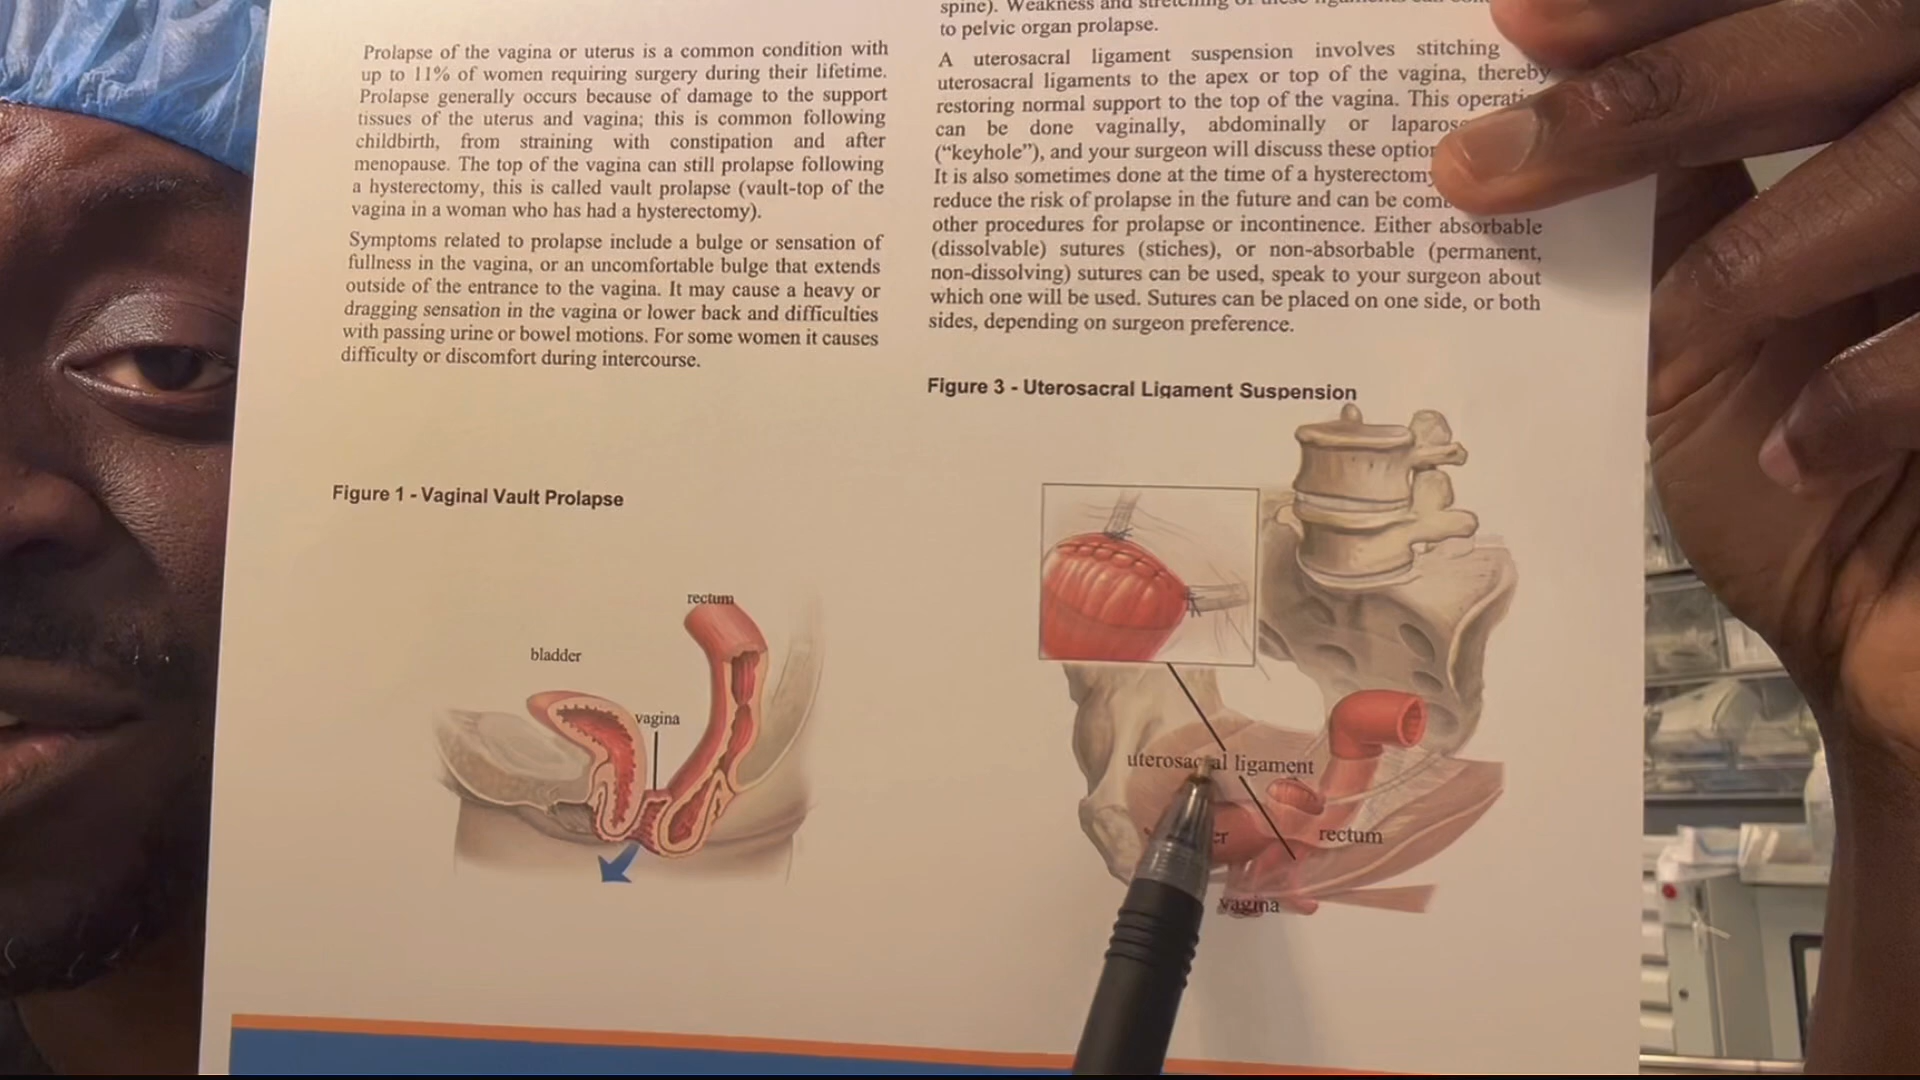 Prolapse of the vagina or uterus is a common condition with
up to 11% of women requiring surgery during their lifetime.
Prolapse generally occurs because of damage to the support
tissues of the uterus and vagina; this is common following
childbirth, from straining with constipation and after
menopause. The top of the vagina can still prolapse following
a hysterectomy, this is called vault prolapse (vault-top of the
vagina in a woman who has had a hysterectomy).
Symptoms related to prolapse include a bulge or sensation of
fullness in the vagina, or an uncomfortable bulge that extends
outside of the entrance to the vagina. It may cause a heavy or
dragging sensation in the vagina or lower back and difficulties
with passing urine or bowel motions. For some women it causes
difficulty or discomfort during intercourse.
Figure 1 - Vaginal Vault Prolapse
rectum
bladder
vagina
spine). Weakness and stretching of these ligaments can
to pelvic organ prolapse.
A uterosacral ligament suspension involves stitching
uterosacral ligaments to the apex or top of the vagina, thereby
restoring normal support to the top of the vagina. This
can be done vaginally, abdominally or
("keyhole"), and your surgeon will discuss these
It is also sometimes done at the time of a hysterectomy
reduce the risk of prolapse in the future and can be
other procedures for prolapse or incontinence. Either absorbable
(dissolvable) sutures (stiches), or non-absorbable (permanent,
non-dissolving) sutures can be used, speak to your surgeon about
which one will be used. Sutures can be placed on one side, or both
sides, depending on surgeon preference.
Figure 3 - Uterosacral Ligament Suspension
uterosacral ligament
rectum
vagina